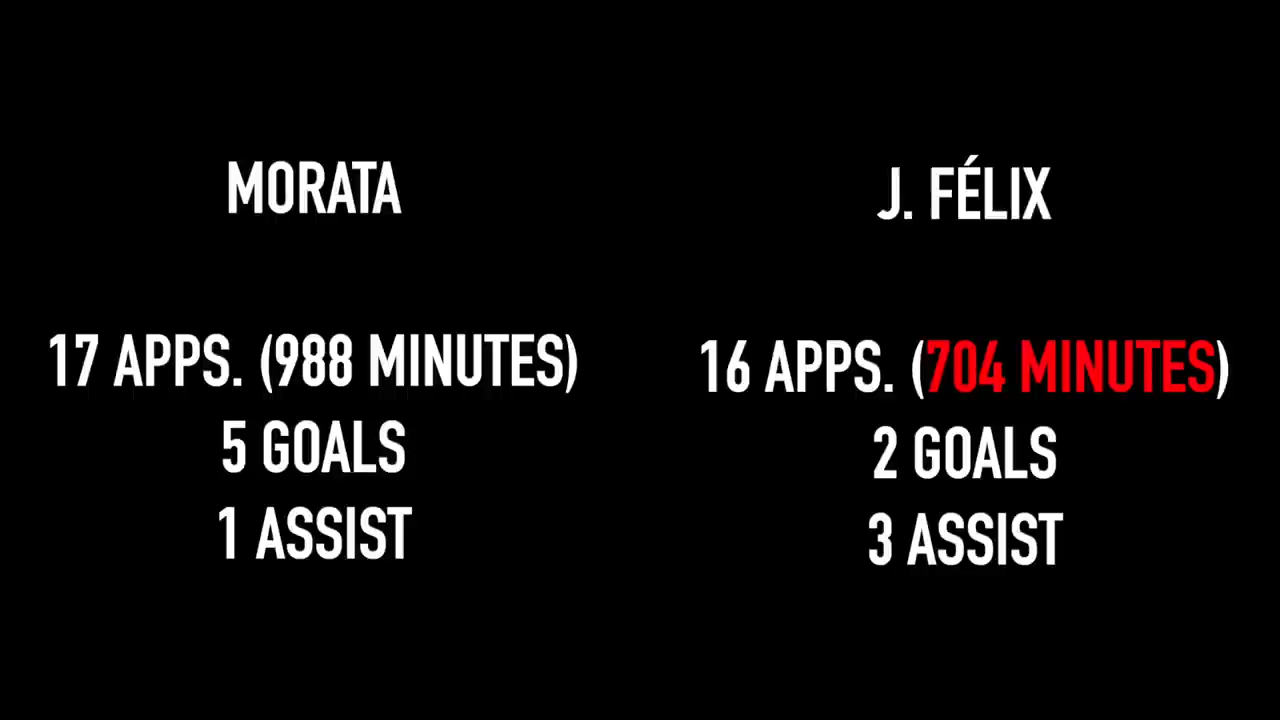 MORATA
17 APPS. (988 MINUTES)
5 GOALS
1 ASSIST
J. FÉLIX
16 APPS. (704 MINUTES)
2 GOALS
3 ASSIST